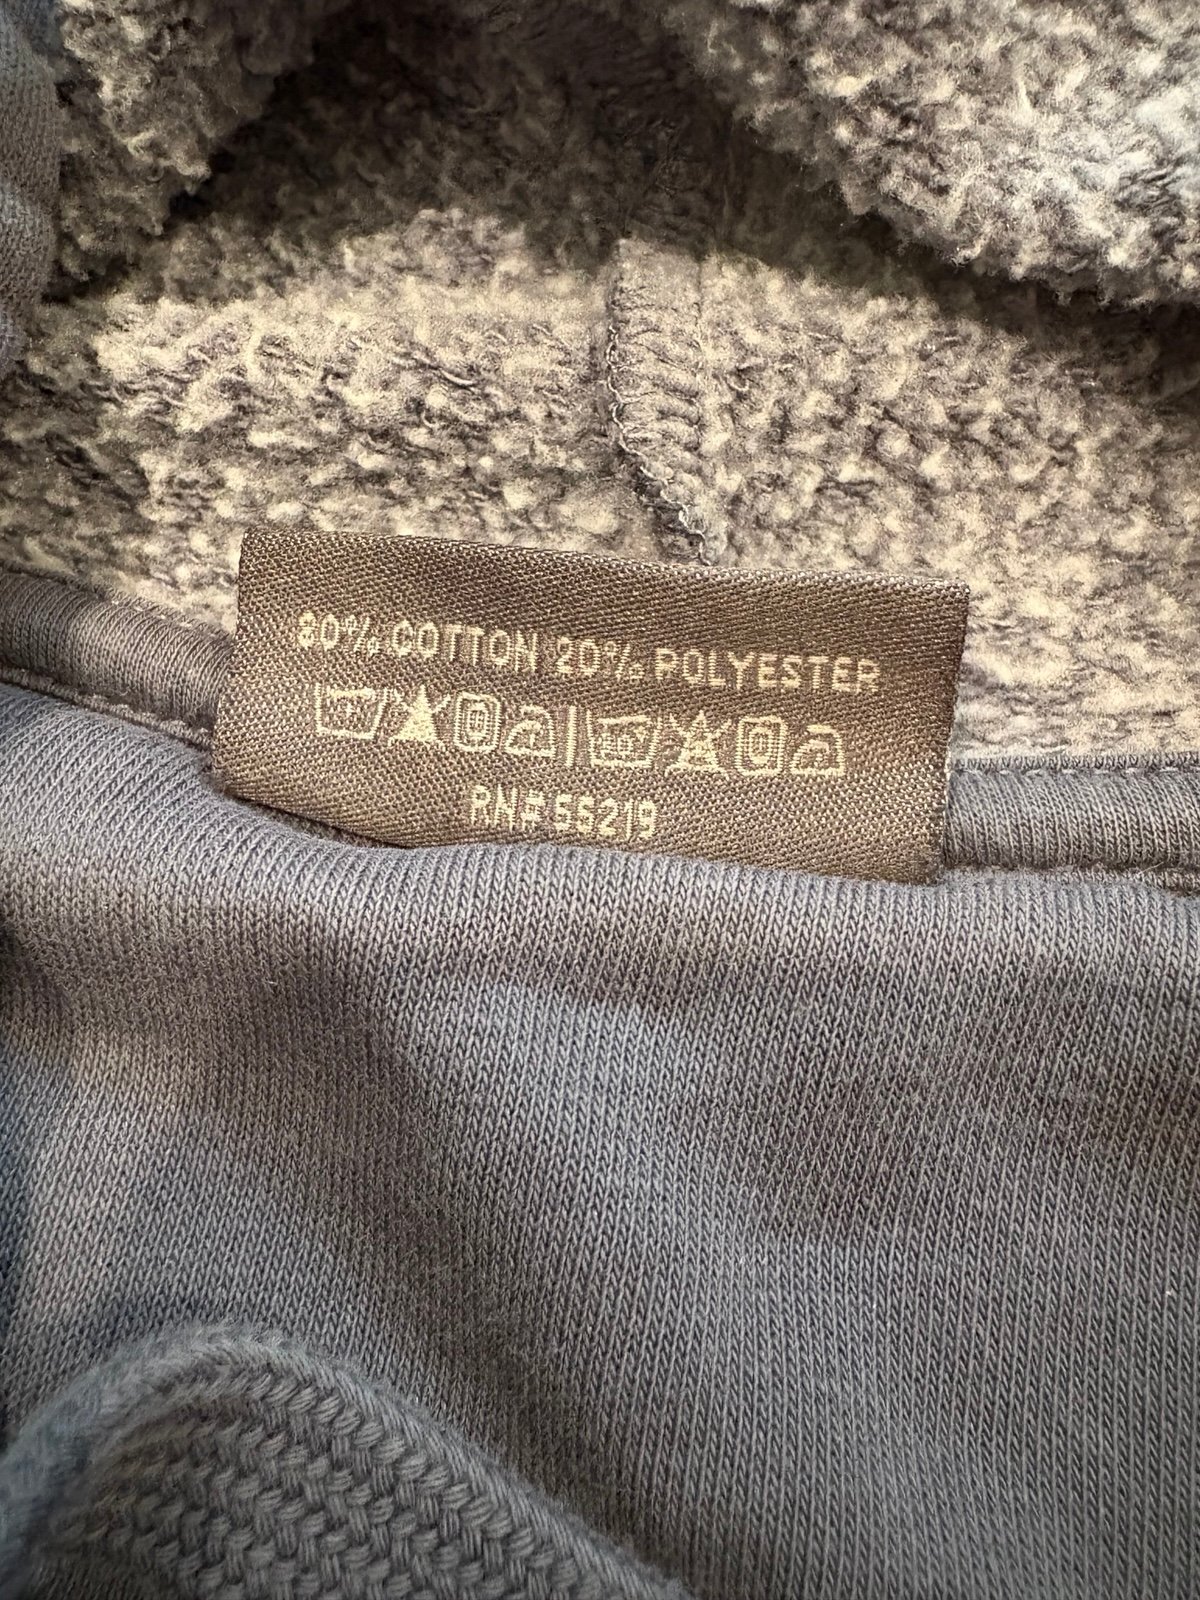 80% COTTON 20% POLYESTER
RN# 55219